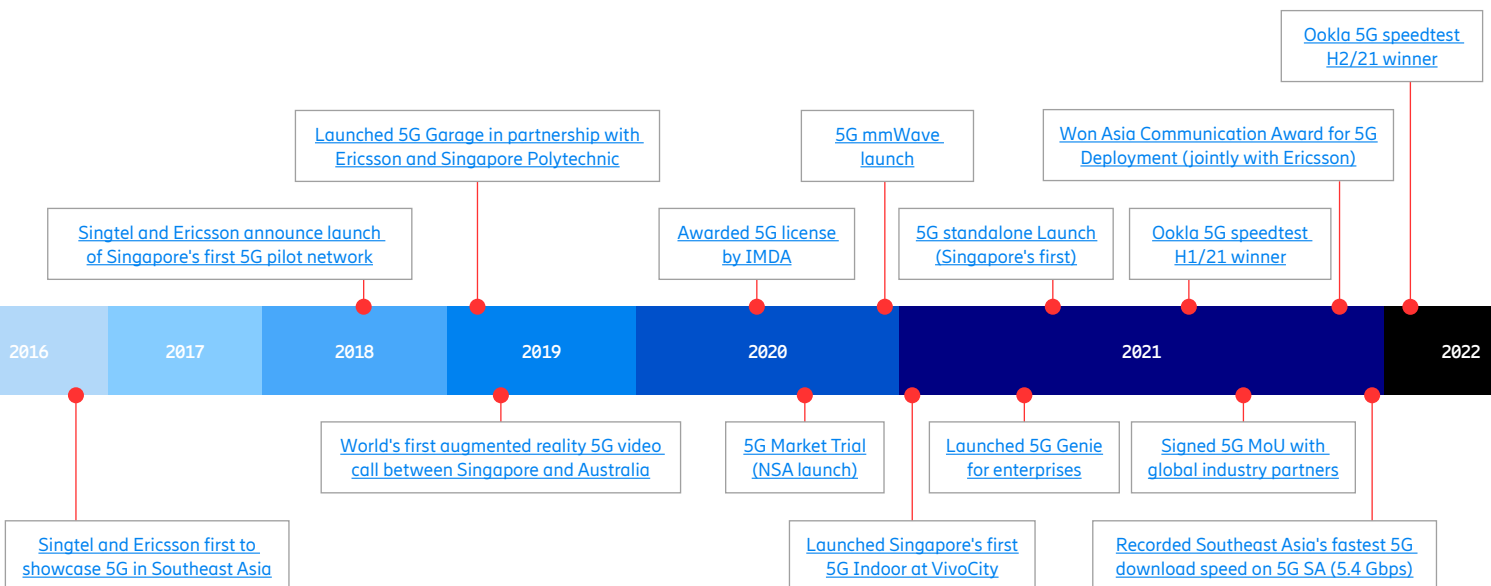 Ookla 5G speedtest
H2/21 winner
Launched 5G Garage in partnership with
Ericsson and Singapore Polytechnic
5G mmWave
launch
Won Asia Communication Award for 5G
Deployment (jointly with Ericsson)
Singtel and Ericsson announce launch
of Singapore's first 5G pilot network
Awarded 5G license
by IMDA
5G standalone Launch
(Singapore's first)
Ookla 5G speedtest
H1/21 winner
2016
2017
2018
2019
2020
2021
2022
World's first augmented reality 5G video
call between Singapore and Australia
5G Market Trial
(NSA launch)
Launched 5G Genie
for enterprises
Signed 5G MoU with
global industry partners
Singtel and Ericsson first to
showcase 5G in Southeast Asia
Launched Singapore's first
5G Indoor at VivoCity
Recorded Southeast Asia's fastest 5G
download speed on 5G SA (5.4 Gbps)